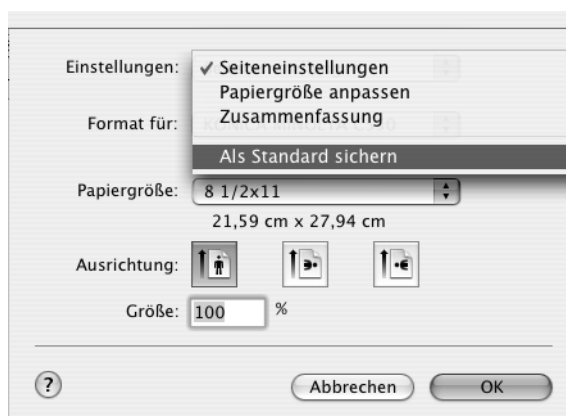 Einstellungen: ✓ Seiteneinstellungen
Papiergröße anpassen
Zusammenfassung
Format für:
Als Standard sichern
Papiergröße: 8 1/2x11
21,59 cm x 27,94 cm
Ausrichtung:
Größe: 100 %
? Abbrechen OK